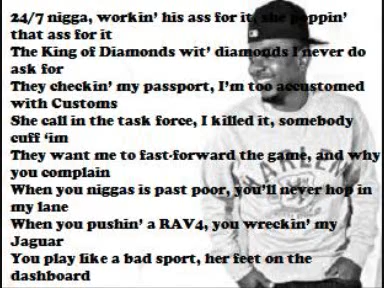 24/7 nigga, workin' his ass for it, she poppin'
that ass for it
The King of Diamonds wit' diamonds I never do
ask for
They checkin' my passport, I'm too accustomed
with Customs
She call in the task force, I killed it, somebody
cuff 'im
They want me to fast-forward the game, and why
you complain
When you niggas is past poor, you'll never hop in
my lane
When you pushin' a RAV4, you wreckin' my
Jaguar
You play like a bad sport, her feet on the
dashboard
HARLEM